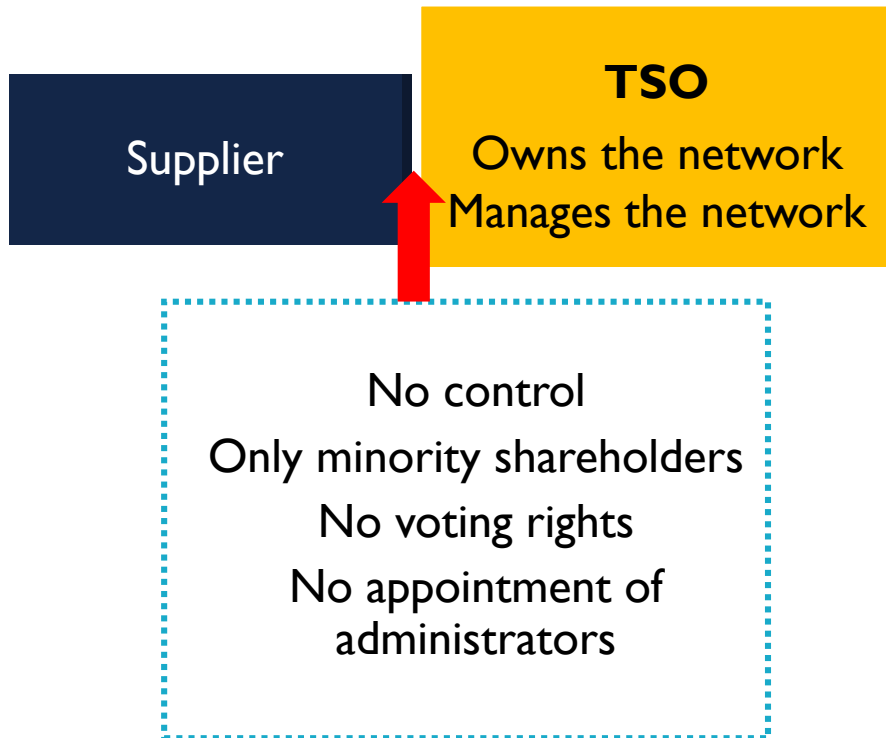 Supplier
TSO
Owns the network
Manages the network
No control
Only minority shareholders
No voting rights
No appointment of
administrators